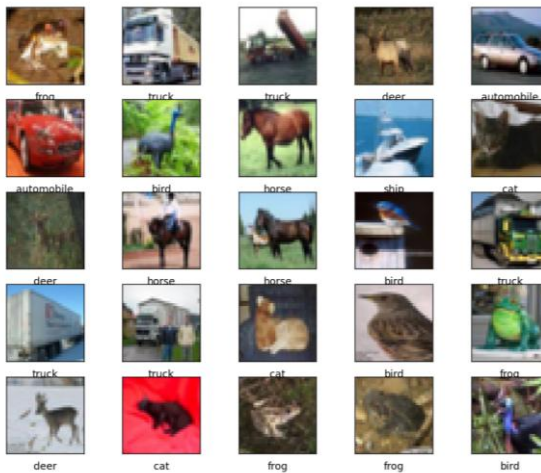 frog truck truck deer automobile
automobile bird horse ship cat
deer horse horse bird truck
truck truck cat bird frog
deer cat frog frog bird